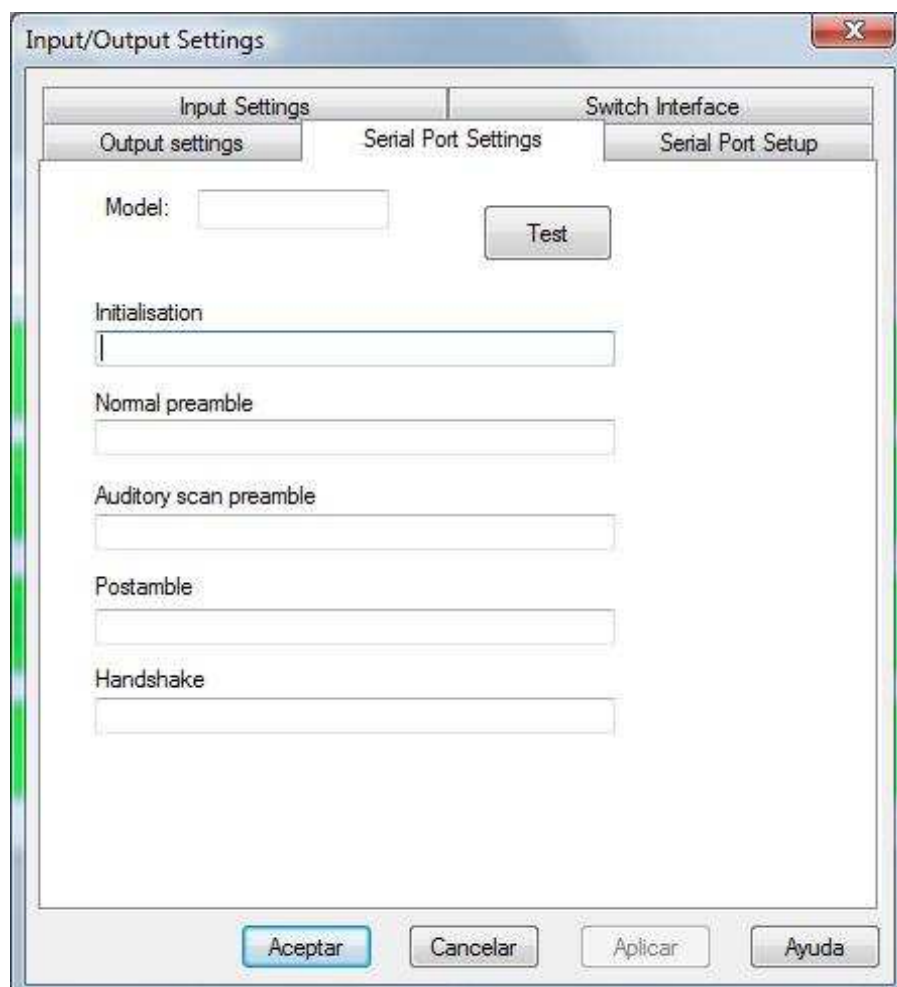 Input/Output Settings
Input Settings Switch Interface
Output settings Serial Port Settings Serial Port Setup
Model:
Test
Initialisation
Normal preamble
Auditory scan preamble
Postamble
Handshake
Aceptar Cancelar Aplicar Ayuda